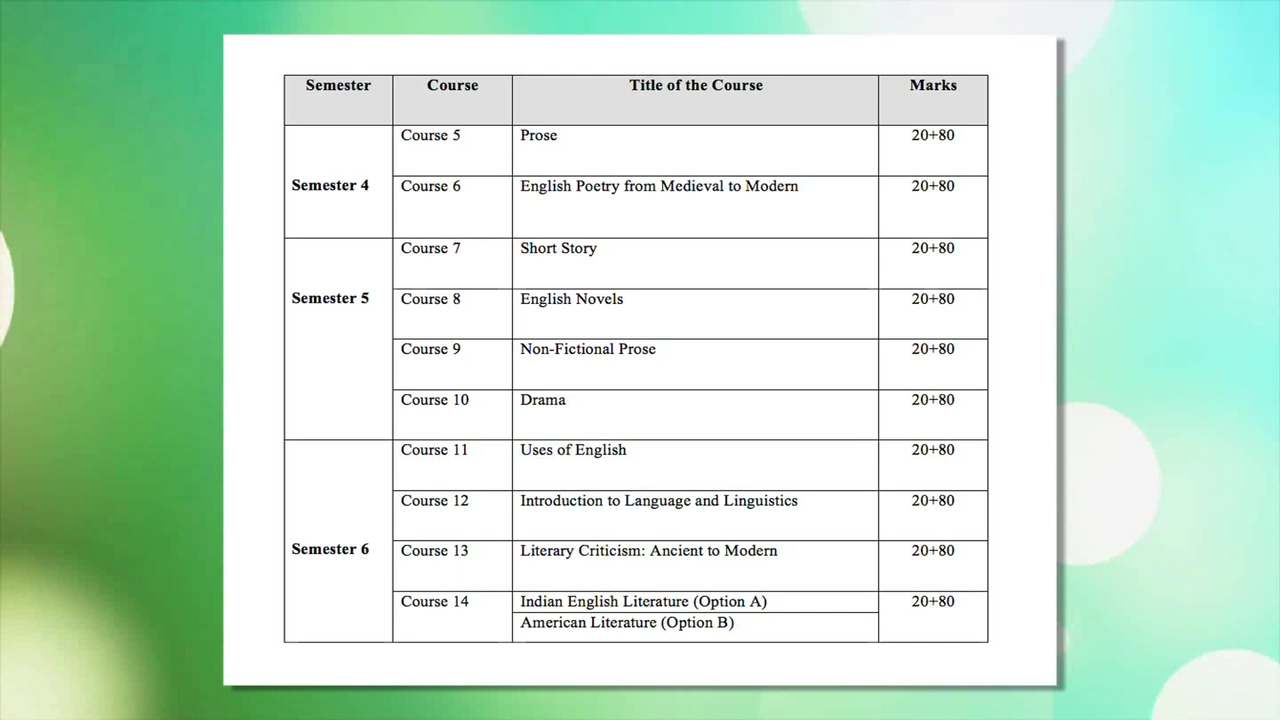 Semester Course Title of the Course Marks
Course 5 Prose 20+80
Semester 4 Course 6 English Poetry from Medieval to Modern 20+80
Course 7 Short Story 20+80
Semester 5 Course 8 English Novels 20+80
Course 9 Non-Fictional Prose 20+80
Course 10 Drama 20+80
Course 11 Uses of English 20+80
Course 12 Introduction to Language and Linguistics 20+80
Semester 6 Course 13 Literary Criticism: Ancient to Modern 20+80
Course 14 Indian English Literature (Option A) 20+80
American Literature (Option B)